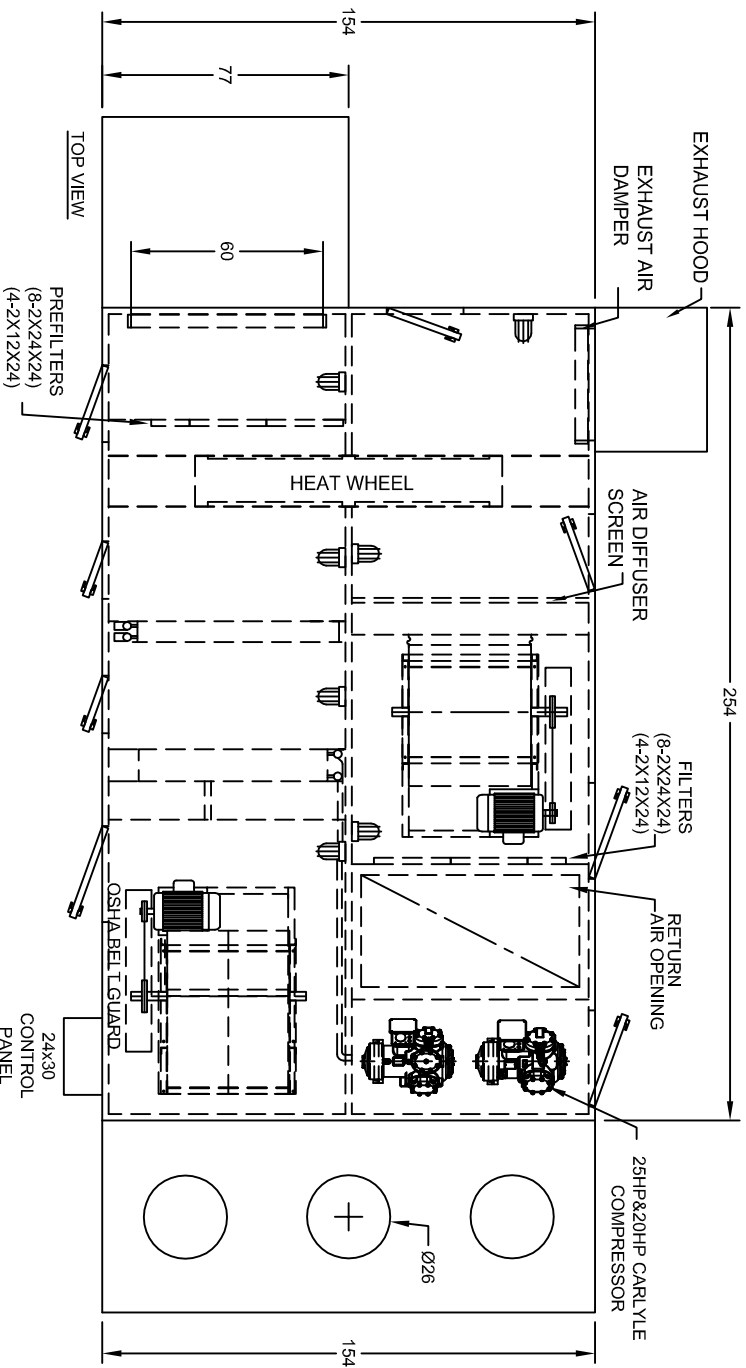 154
77
TOP VIEW
60
PREFILTERS
(8-2X24X24)
(4-2X12X24)
EXHAUST HOOD
EXHAUST AIR
DAMPER
HEAT WHEEL
AIR DIFFUSER
SCREEN
254
FILTERS
(8-2X24X24)
(4-2X12X24)
RETURN
AIR OPENING
OSHA BELT GUARD
24x30
CONTROL
PANEL
25HP&20HP CARLYLE
COMPRESSOR
Ø26
154